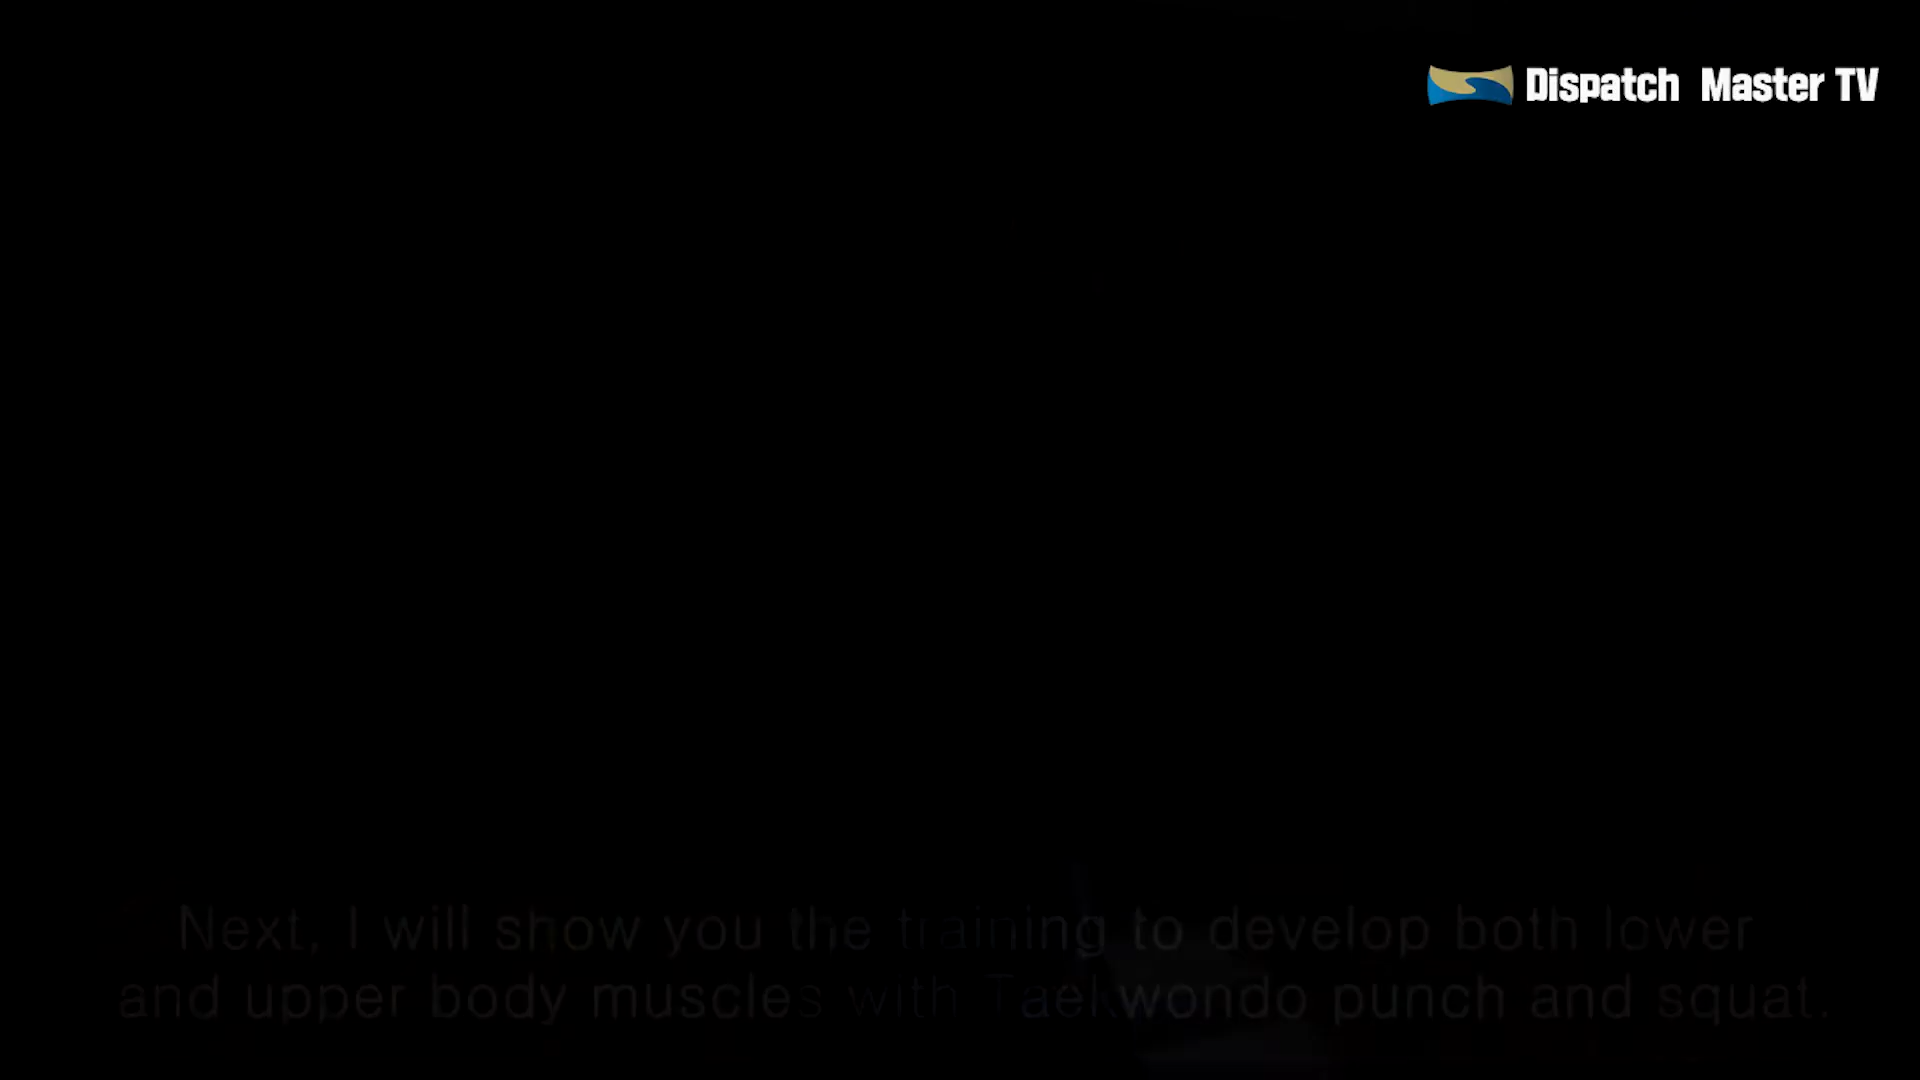 Dispatch Master TV
Next, I will show you the training to develop both lower
and upper body muscles with Taekwondo punch and squat.